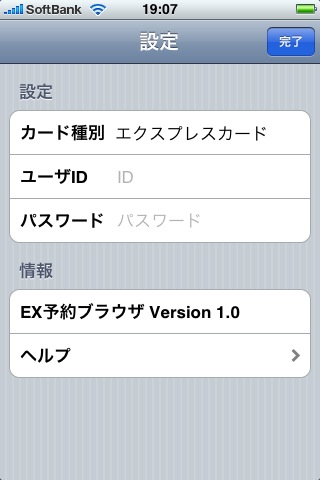 SoftBank 19:07
設定 完了
設定
カード種別 エクスプレスカード
ユーザID ID
パスワード パスワード
情報
EX予約ブラウザ Version 1.0
ヘルプ